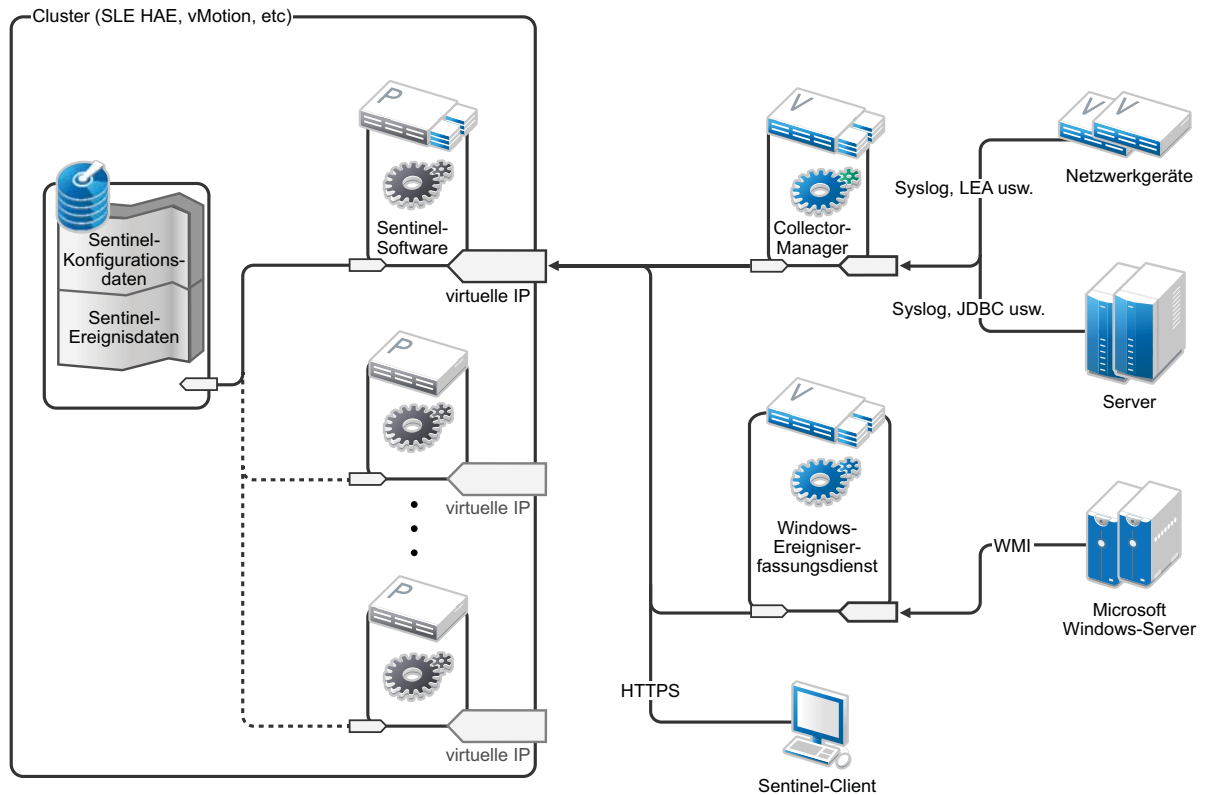 Cluster (SLE HAE, vMotion, etc)
P
Sentinel-
Software
virtuelle IP
Sentinel-
Konfigurations-
daten
Sentinel-
Ereignisdaten
P
virtuelle IP
P
virtuelle IP
V
Collector-
Manager
Syslog, LEA usw.
V
V
Netzwerkgeräte
Syslog, JDBC usw.
Server
V
Windows-
Ereigniser-
fassungsdienst
WMI
Microsoft
Windows-Server
HTTPS
Sentinel-Client